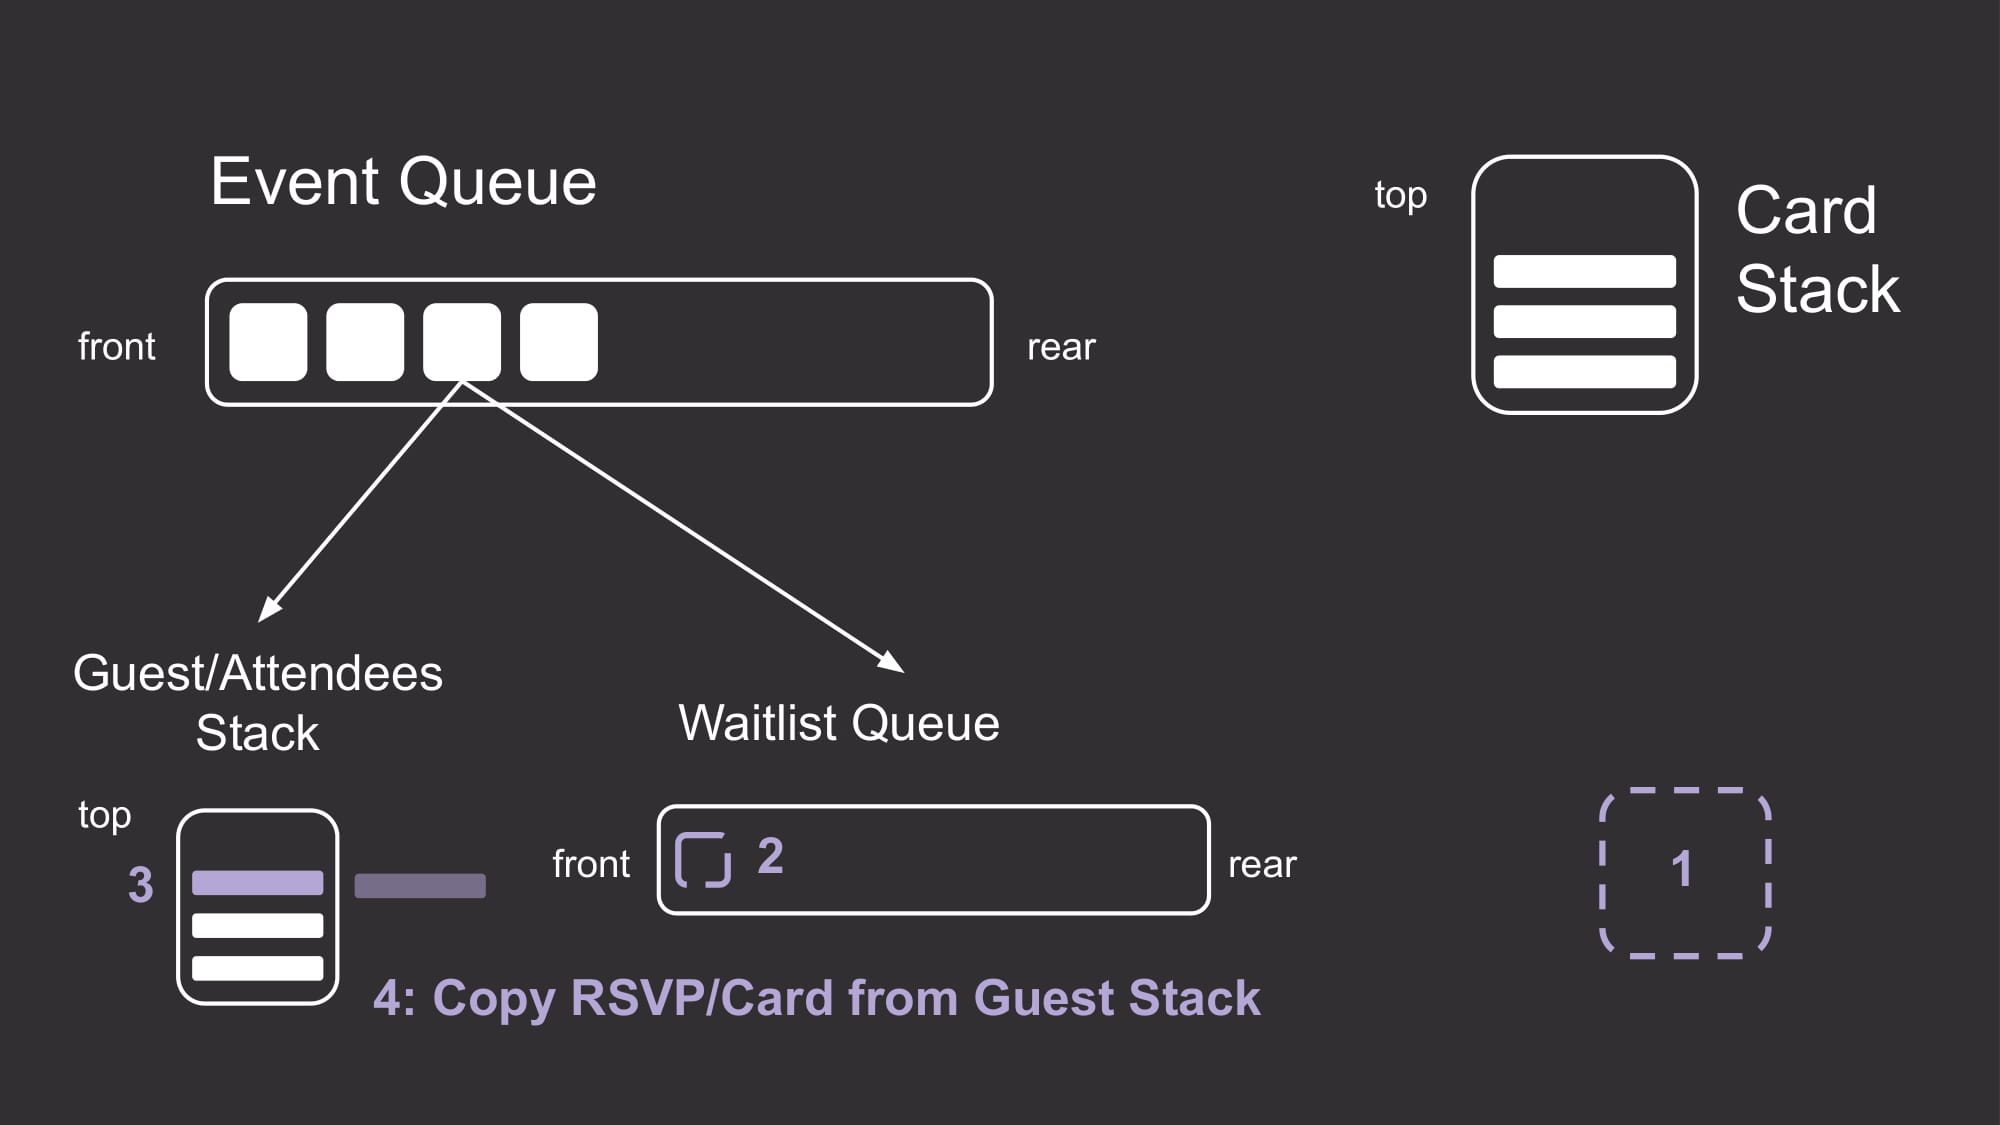 Event Queue
top
Card
Stack
front
rear
Guest/Attendees
Stack
Waitlist Queue
top
3
front
2
rear
1
4: Copy RSVP/Card from Guest Stack